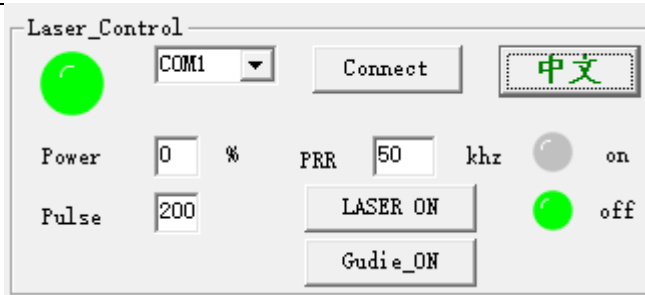 Laser_Control
COM1 Connect 中文
Power 0 % PRR 50 khz on
Pulse 200 LASER ON off
Gudie_ON